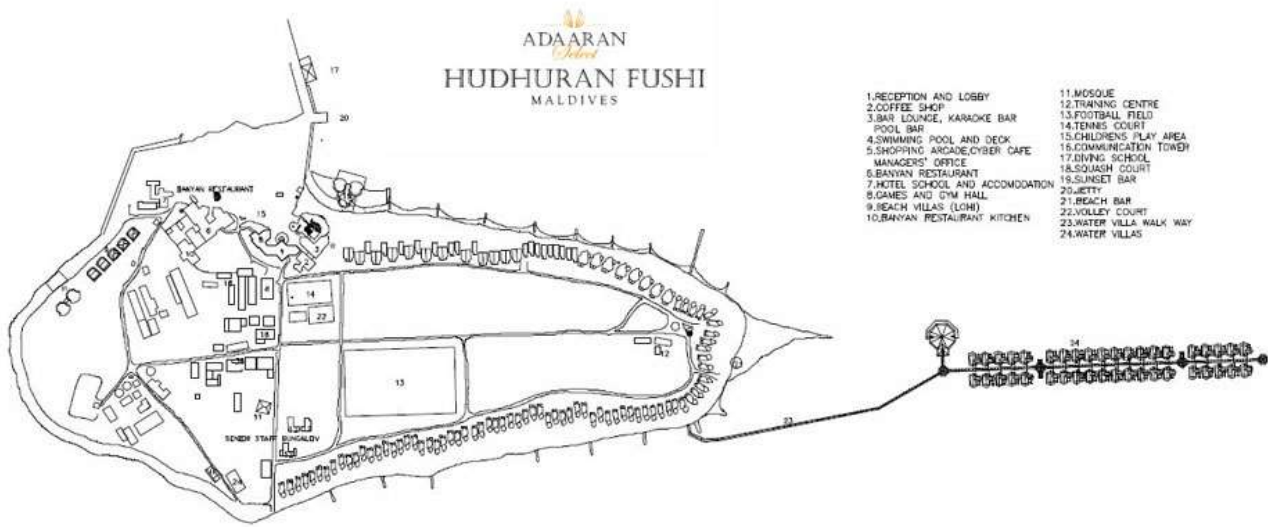 ADAARAN
Select
HUDHURAN FUSHI
MALDIVES
1.RECEPTION AND LOBBY
2.COFFEE SHOP
3.BAR LOUNGE, KARAOKE BAR
POOL BAR
4.SWIMMING POOL AND DECK
5.SHOPPING ARCADE,CYBER CAFE
MANAGERS' OFFICE
6.BANYAN RESTAURANT
7.HOTEL SCHOOL AND ACCOMODATION
8.GAMES AND GYM HALL
9.BEACH VILLAS (LOHI)
10.BANYAN RESTAURANT KITCHEN
11.MOSQUE
12.TRAINING CENTRE
13.FOOTBALL FIELD
14.TENNIS COURT
15.CHILDRENS PLAY AREA
16.COMMUNICATION TOWER
17.DIVING SCHOOL
18.SQUASH COURT
19.SUNSET BAR
20.JETTY
21.BEACH BAR
22.VOLLEY COURT
23.WATER VILLA WALK WAY
24.WATER VILLAS
17
20
BANYAN RESTAURANT
15
6
3
14
22
13
12
11
SENIOR STAFF BUNGALOV
23